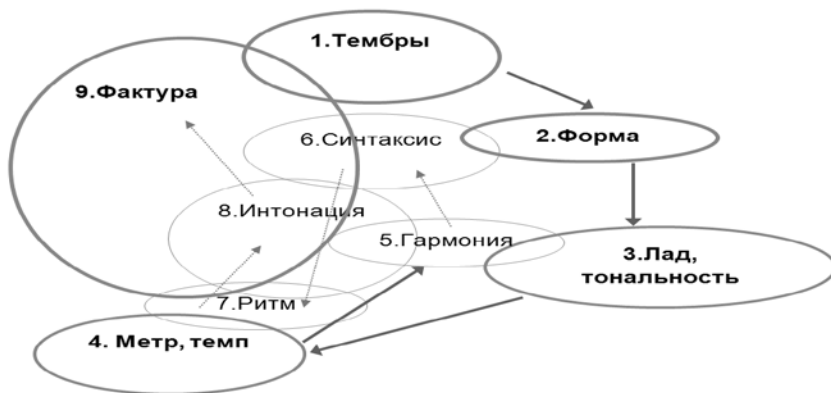 1.Тембры
9.Фактура
6.Синтаксис
2.Форма
8.Интонация
5.Гармония
3.Лад,
тональность
7.Ритм
4. Метр, темп